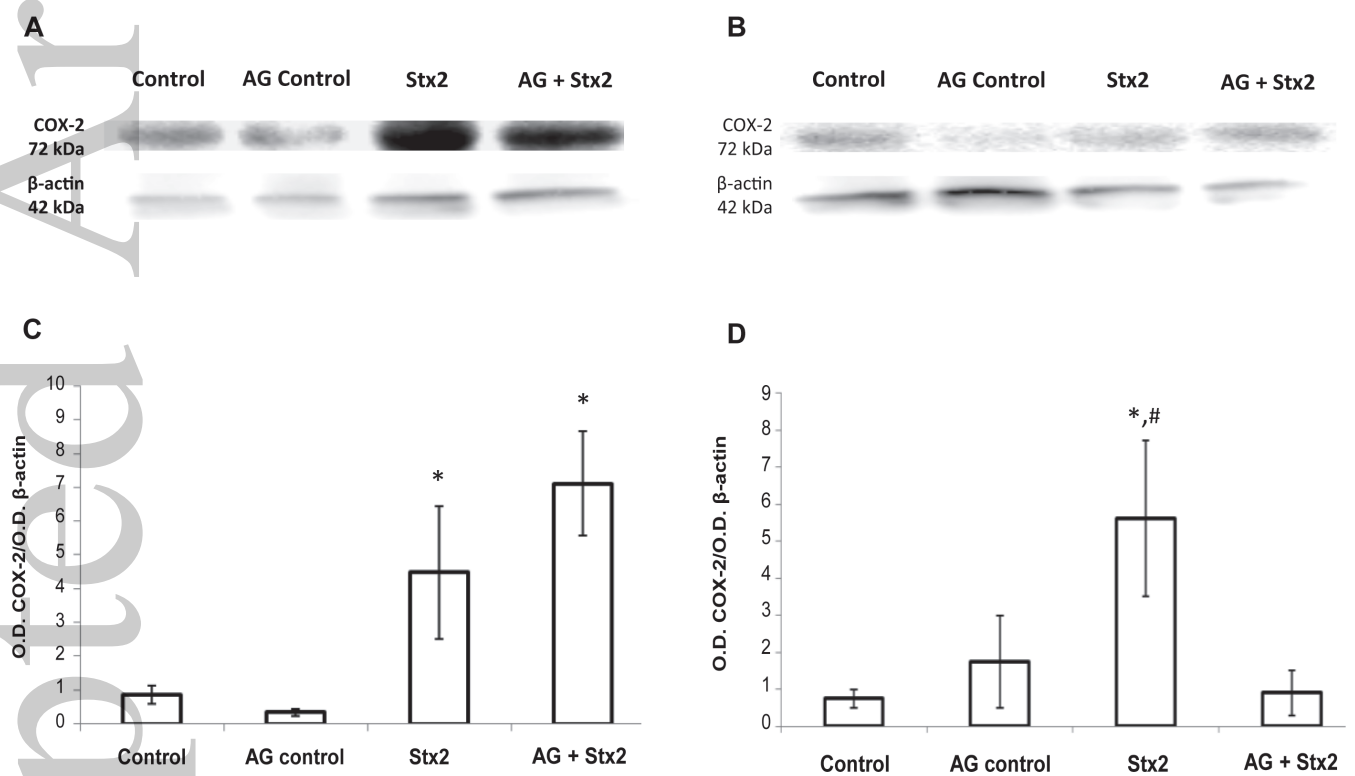 A
B
Control AG Control Stx2 AG + Stx2
Control AG Control Stx2 AG + Stx2
COX-2
72 kDa
β-actin
42 kDa
COX-2
72 kDa
β-actin
42 kDa
C
O.D. COX-2/O.D. β-actin
10
9
8
7
6
5
4
3
2
1
0
*
*
Control AG control Stx2 AG + Stx2
D
O.D. COX-2/O.D. β-actin
9
8
7
6
5
4
3
2
1
0
*,#
Control AG control Stx2 AG + Stx2
Ar
pted